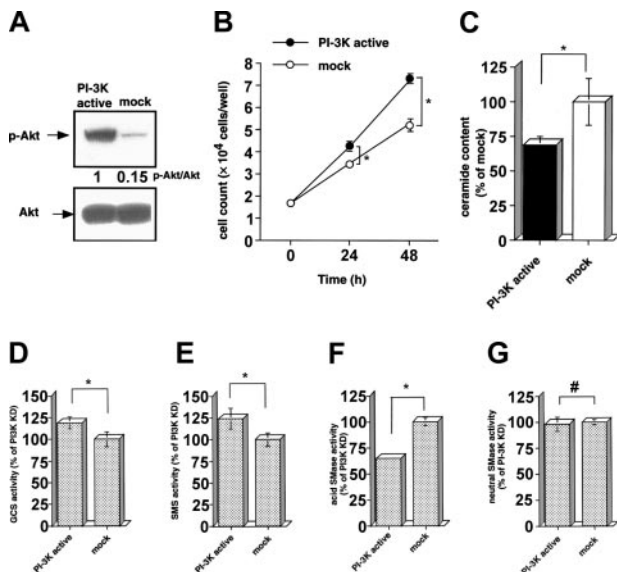 A
PI-3K
active mock
p-Akt
1 0.15 p-Akt/Akt
Akt
B
PI-3K active
mock
cell count (× 10⁴ cells/well)
8
7
6
5
4
3
2
1
0
*
*
0 24 48
Time (h)
C
*
ceramide content
(% of mock)
125
100
75
50
25
0
PI-3K active
mock
D
*
GCS activity (% of PI3K KD)
150
125
100
75
50
25
0
PI-3K active
mock
E
*
SMS activity (% of PI3K KD)
150
125
100
75
50
25
0
PI-3K active
mock
F
*
acid SMase activity
(% of PI3K KD)
125
100
75
50
25
0
PI-3K active
mock
G
#
neutral SMase activity
(% of PI-3K KD)
125
100
75
50
25
0
PI-3K active
mock